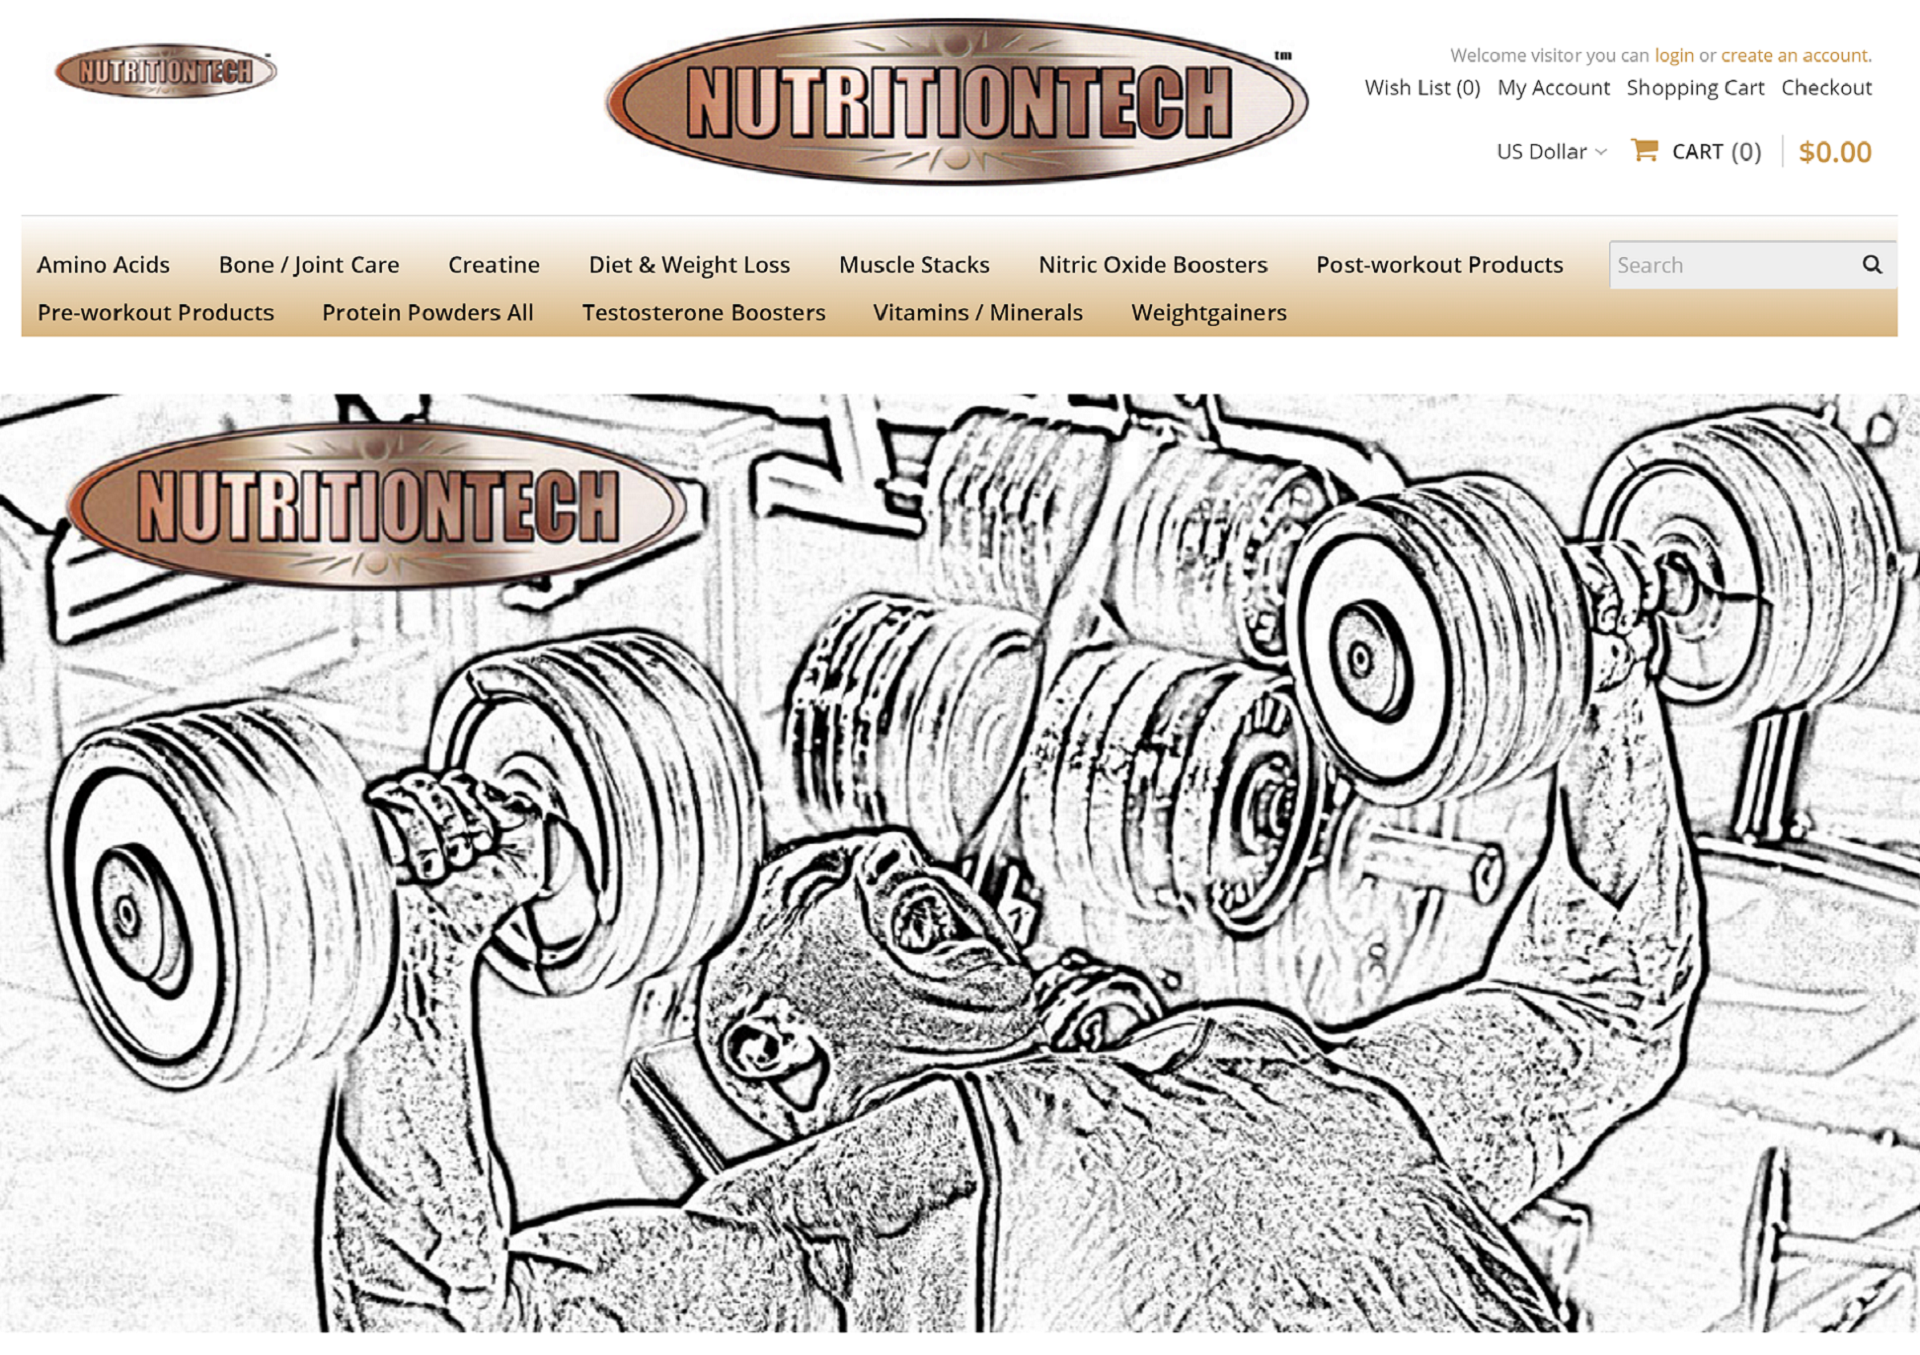 NUTRITIONTECH
NUTRITIONTECH tm
Welcome visitor you can login or create an account.
Wish List (0) My Account Shopping Cart Checkout
US Dollar CART (0) $0.00
Amino Acids Bone / Joint Care Creatine Diet & Weight Loss Muscle Stacks Nitric Oxide Boosters Post-workout Products Search
Pre-workout Products Protein Powders All Testosterone Boosters Vitamins / Minerals Weightgainers
NUTRITIONTECH